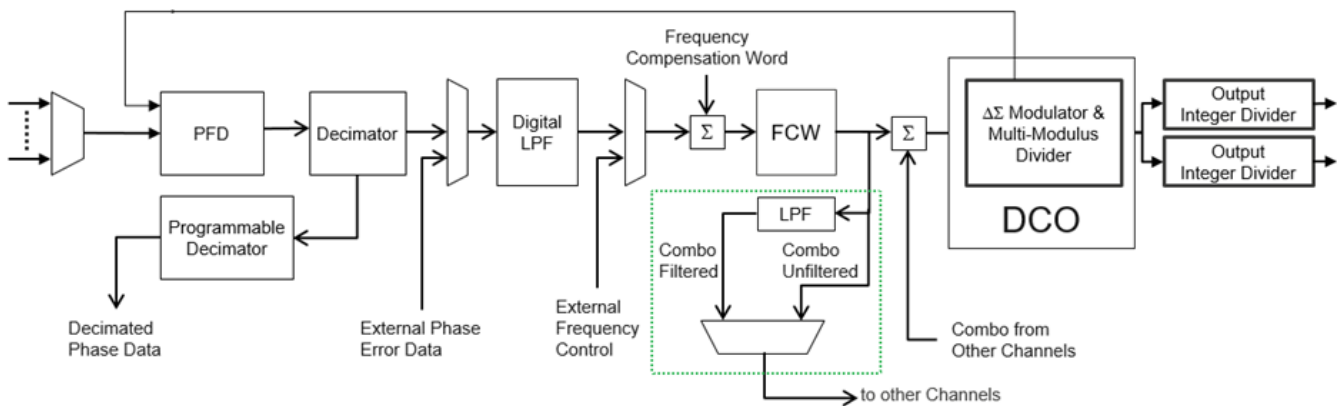 Frequency
Compensation Word
PFD
Decimator
Digital
LPF
Σ
FCW
Σ
ΔΣ Modulator &
Multi-Modulus
Divider
DCO
Output
Integer Divider
Output
Integer Divider
Programmable
Decimator
LPF
Combo
Filtered
Combo
Unfiltered
Decimated
Phase Data
External Phase
Error Data
External
Frequency
Control
Combo from
Other Channels
to other Channels